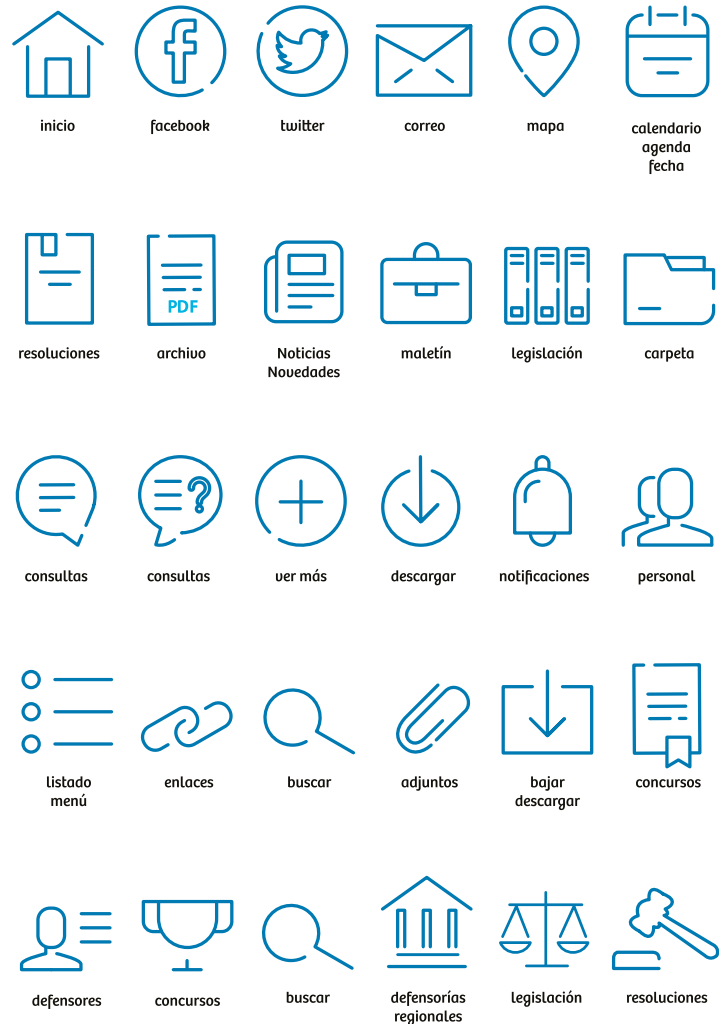 inicio
facebook
twitter
correo
mapa
calendario
agenda
fecha
resoluciones
PDF
archivo
Noticias
Novedades
maletín
legislación
carpeta
consultas
consultas
ver más
descargar
notificaciones
personal
listado
menú
enlaces
buscar
adjuntos
bajar
descargar
concursos
defensores
concursos
buscar
defensorías
regionales
legislación
resoluciones